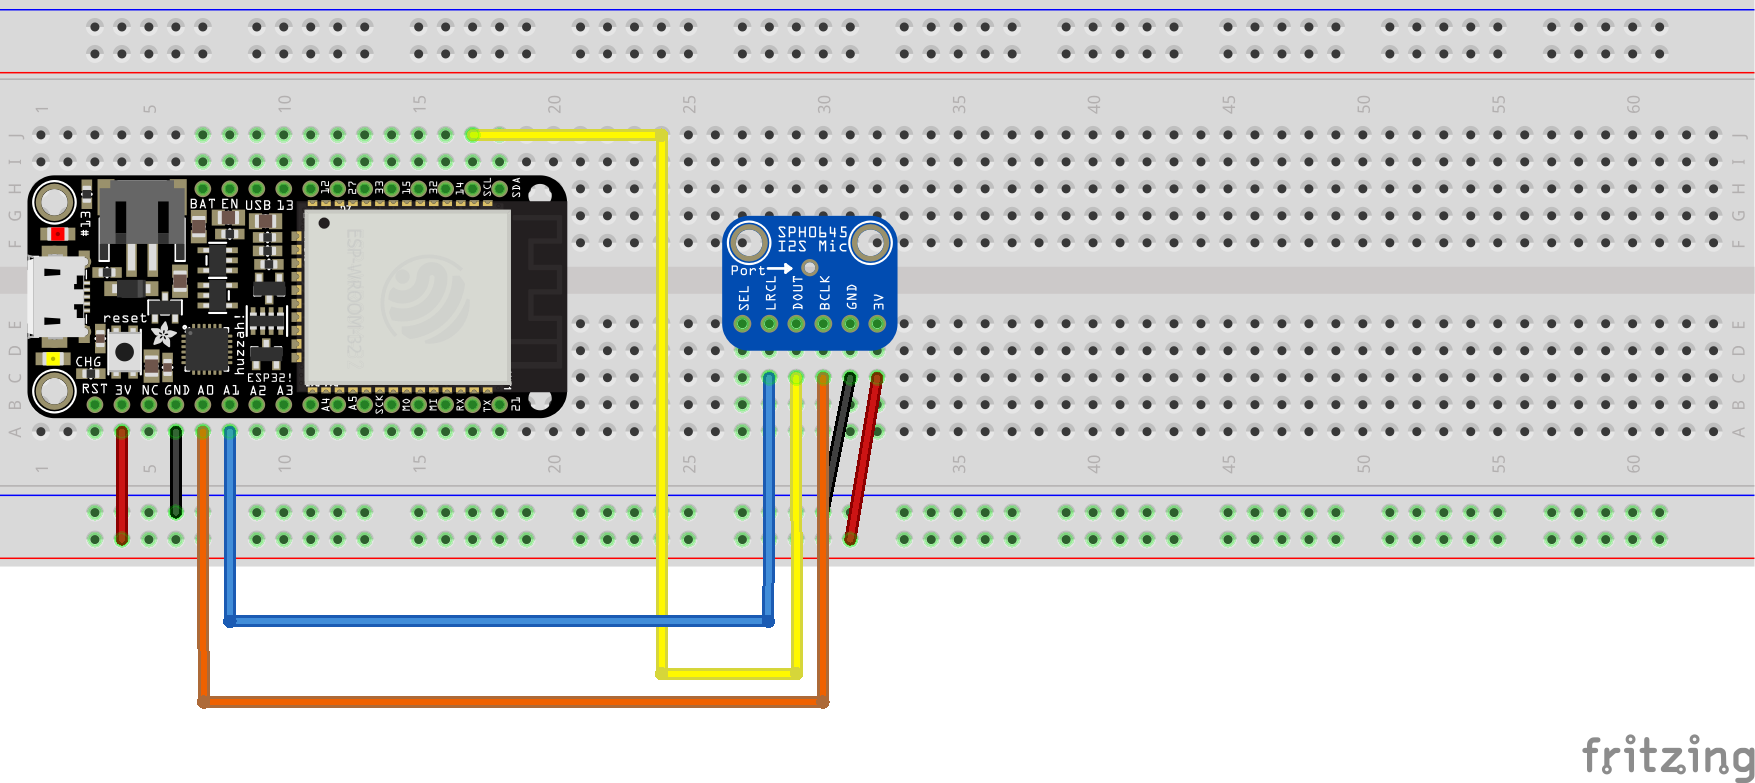 1 5 10 15 20 25 30 35 40 45 50 55 60
J J
I I
H H
G G
F F
12 27 33 15 32 14 SCL SDA
BAT EN USB 13
#13
SPH0645
I2S Mic
Port
SEL LRCL DOUT BCLK GND 3V
ESP-WROOM-32
reset
huzzah!
ESP32!
CHG
RST 3V NC GND A0 A1 A2 A3
A4 A5 SCK MO MI RX TX 21
E E
D D
C C
B B
A A
1 5 10 15 20 25 30 35 40 45 50 55 60
fritzing